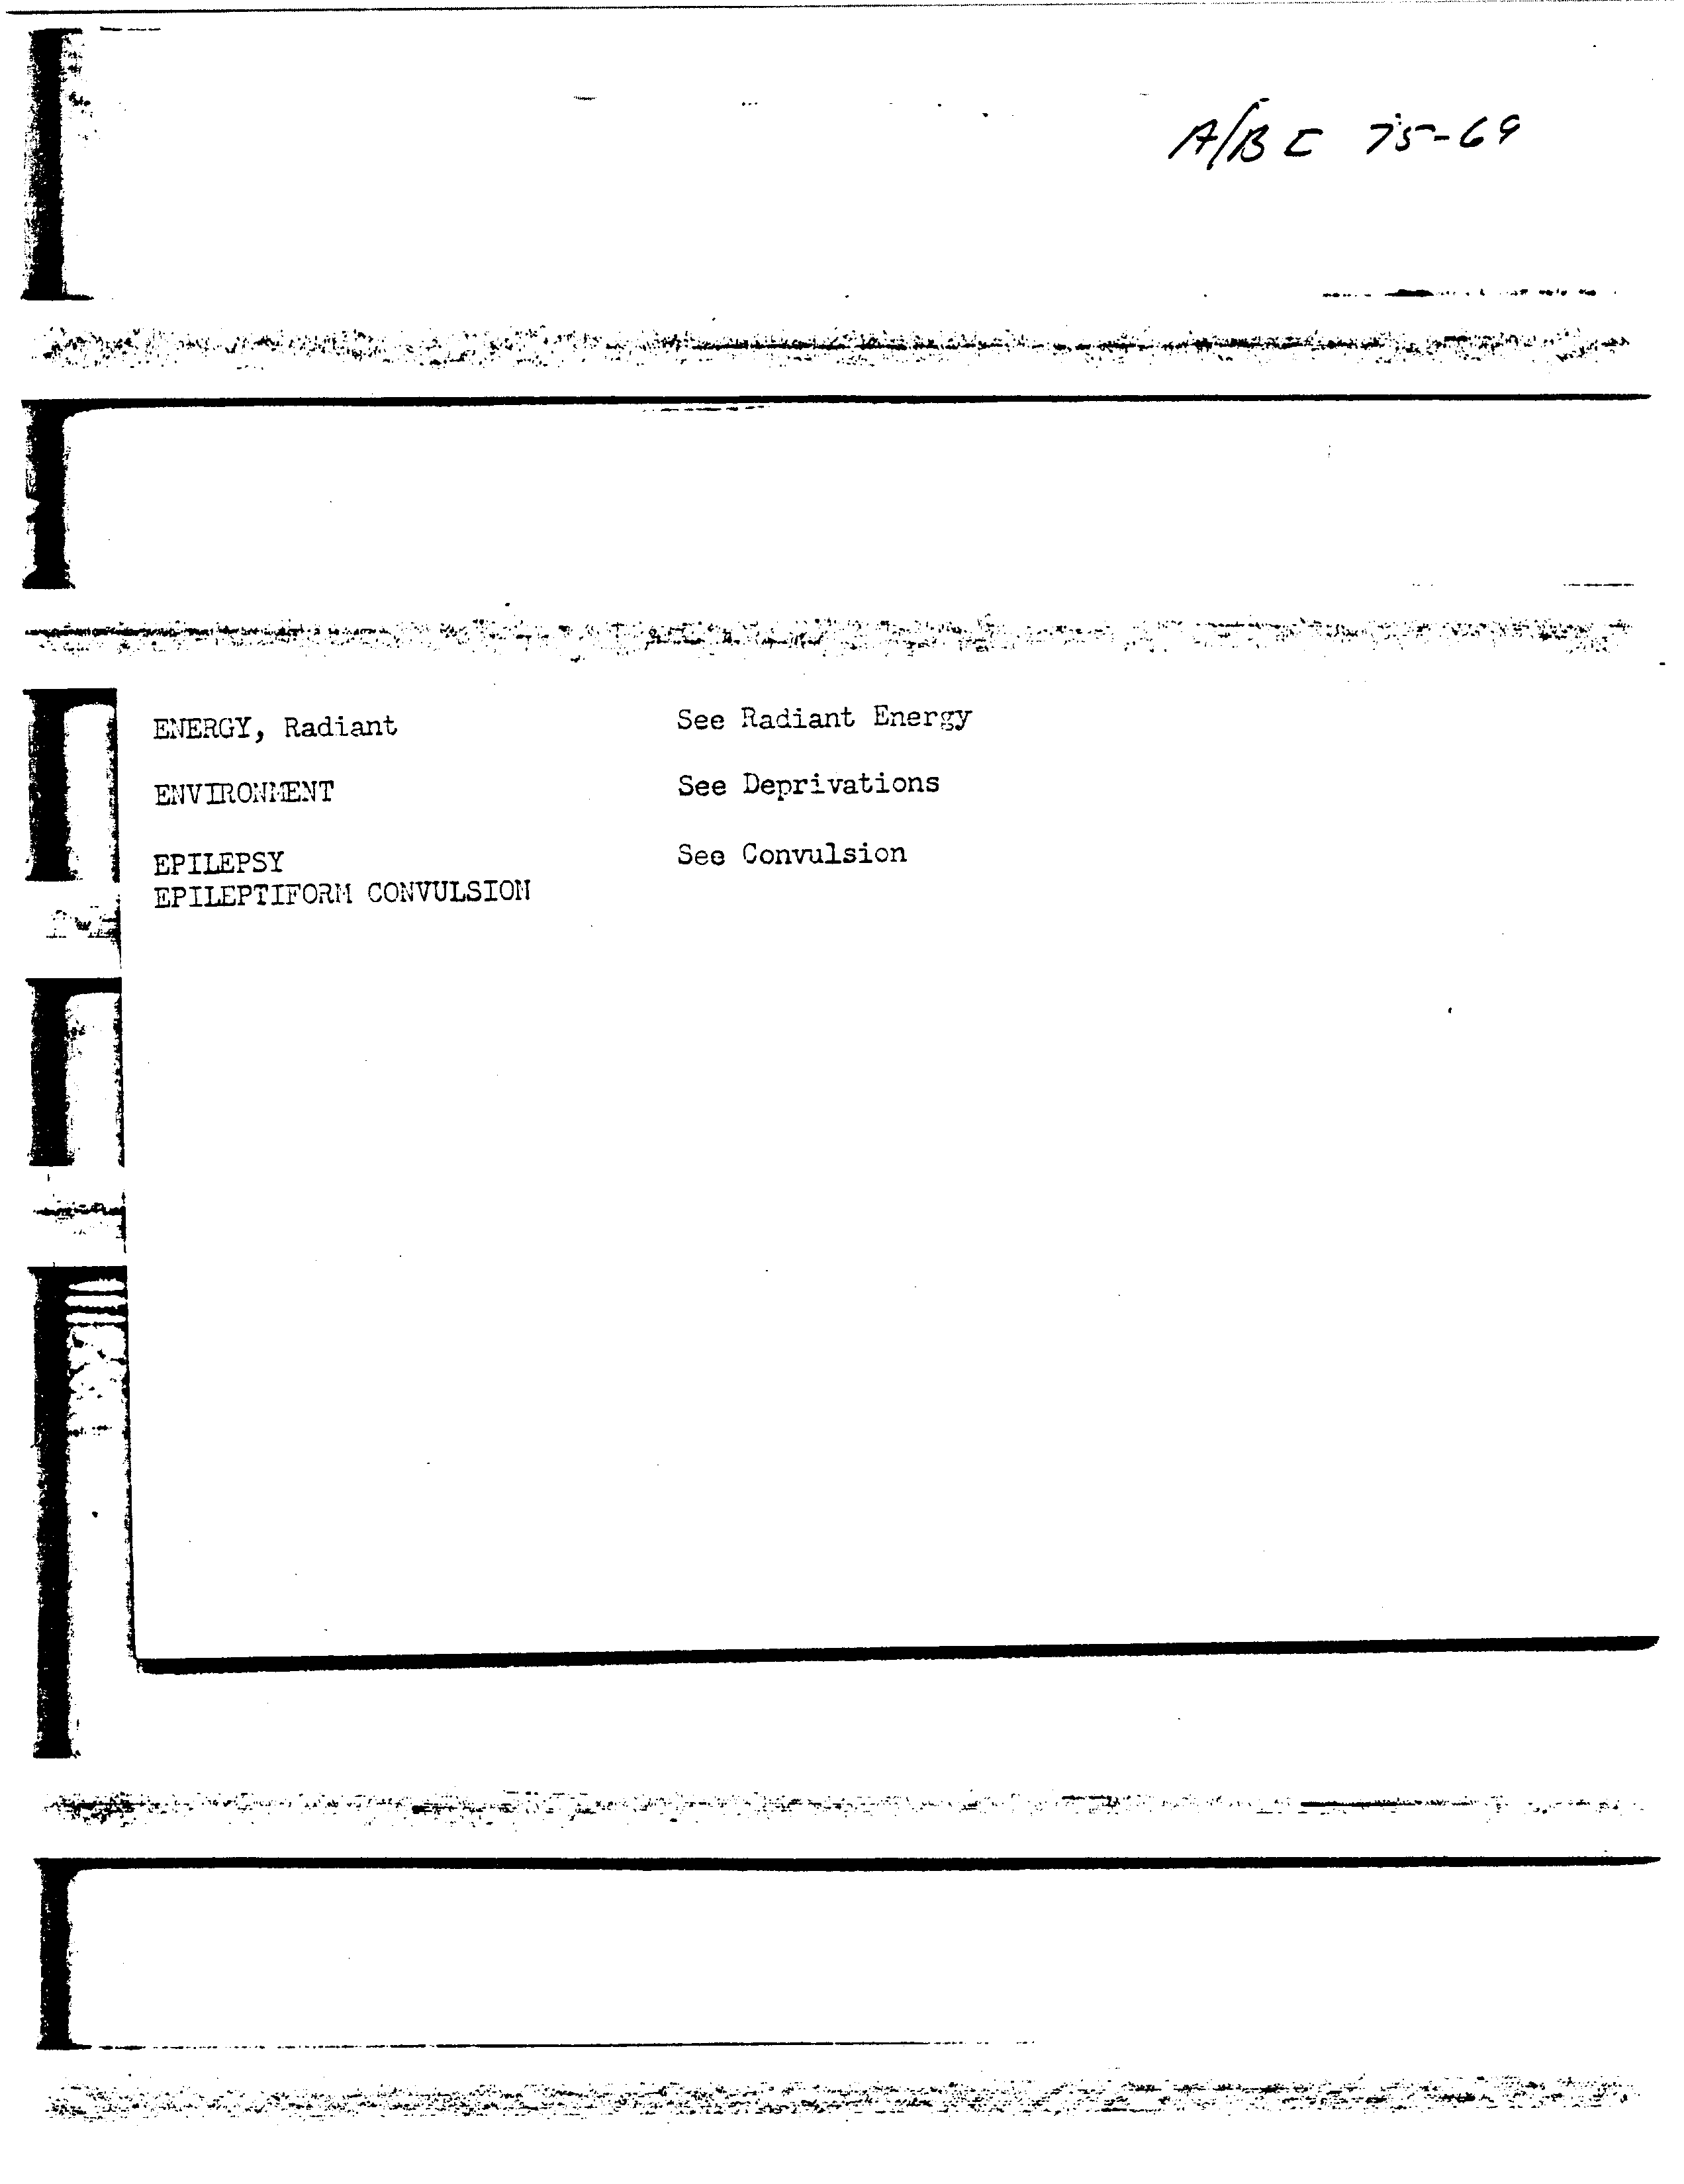 A/B E 75-69
ENERGY, Radiant See Radiant Energy
ENVIRONMENT See Deprivations
EPILEPSY See Convulsion
EPILEPTIFORM CONVULSION